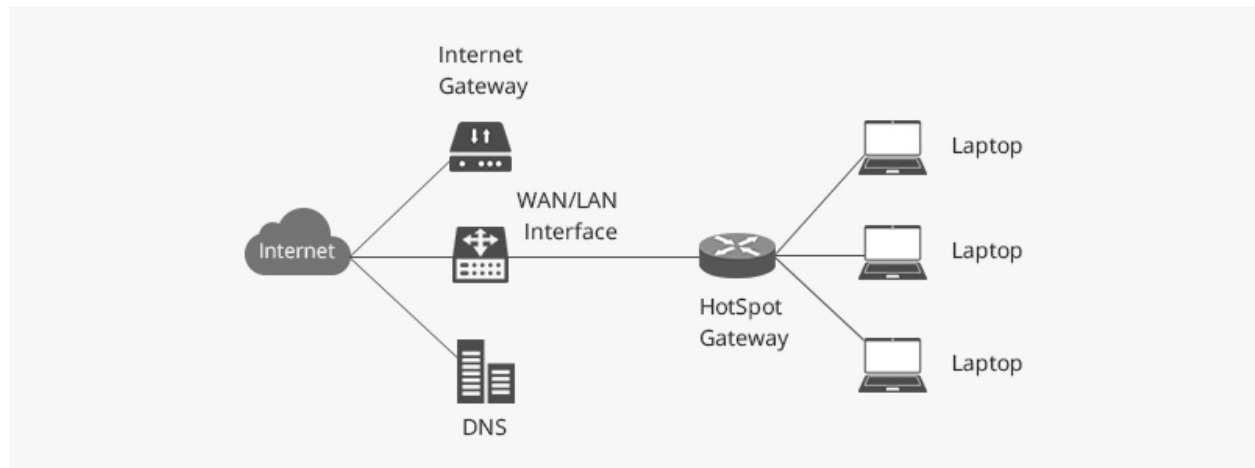 Internet
Gateway
WAN/LAN
Interface
Internet
HotSpot
Gateway
DNS
Laptop
Laptop
Laptop